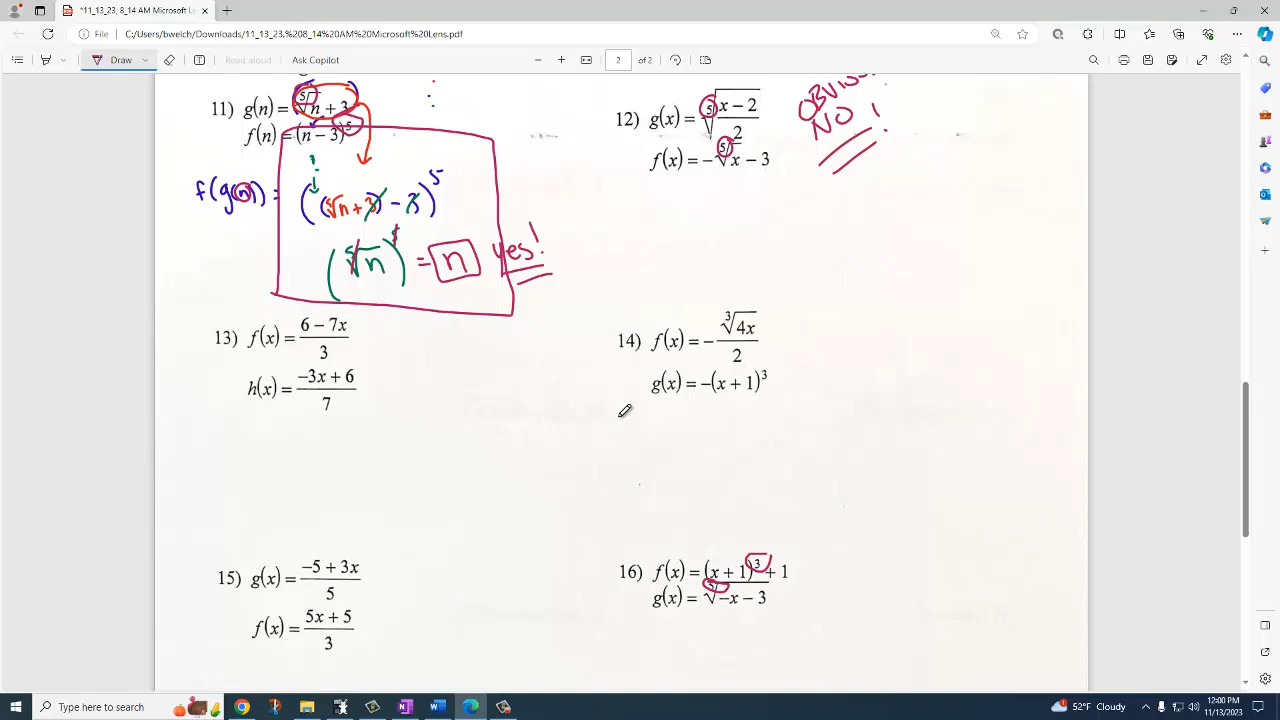 *11_13_23, 8_14 AM Microsoft Le
File C:/Users/bwelch/Downloads/11_13_23,%208_14%20AM%20Microsoft%20Lens.pdf
Draw Read aloud Ask Copilot 2 of 2
11) g(n) = ⁵√n + 3
f(n) = (n − 3)⁵
f(g(n)) = ((⁵√n + 3) − 3)⁵
(⁵√n)⁵ = n yes!
12) g(x) = ⁵√((x − 2)/2)
f(x) = −⁵√x − 3
NO!
13) f(x) = (6 − 7x)/3
h(x) = (−3x + 6)/7
14) f(x) = −³√4x/2
g(x) = −(x + 1)³
15) g(x) = (−5 + 3x)/5
f(x) = (5x + 5)/3
16) f(x) = (x + 1)³ + 1
g(x) = √−x − 3
Type here to search
52°F Cloudy
12:00 PM
11/13/2023